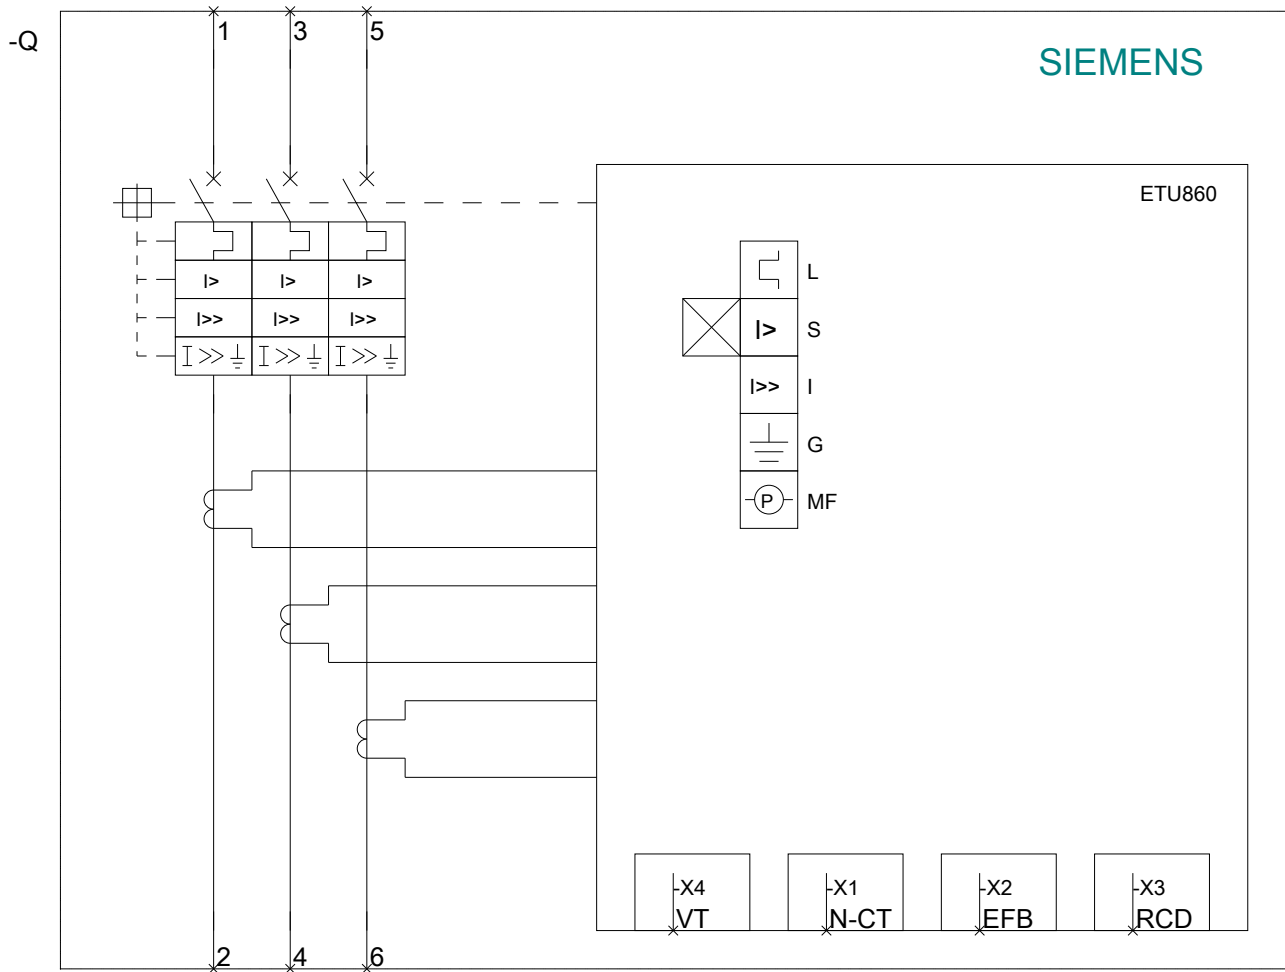 -Q
1 3 5
SIEMENS
ETU860
L
I> I> I> S
I>
I>> I>> I>>
I >> I >> I >>
I>> I
G
P MF
-X4 -X1 -X2 -X3
VT N-CT EFB RCD
2 4 6